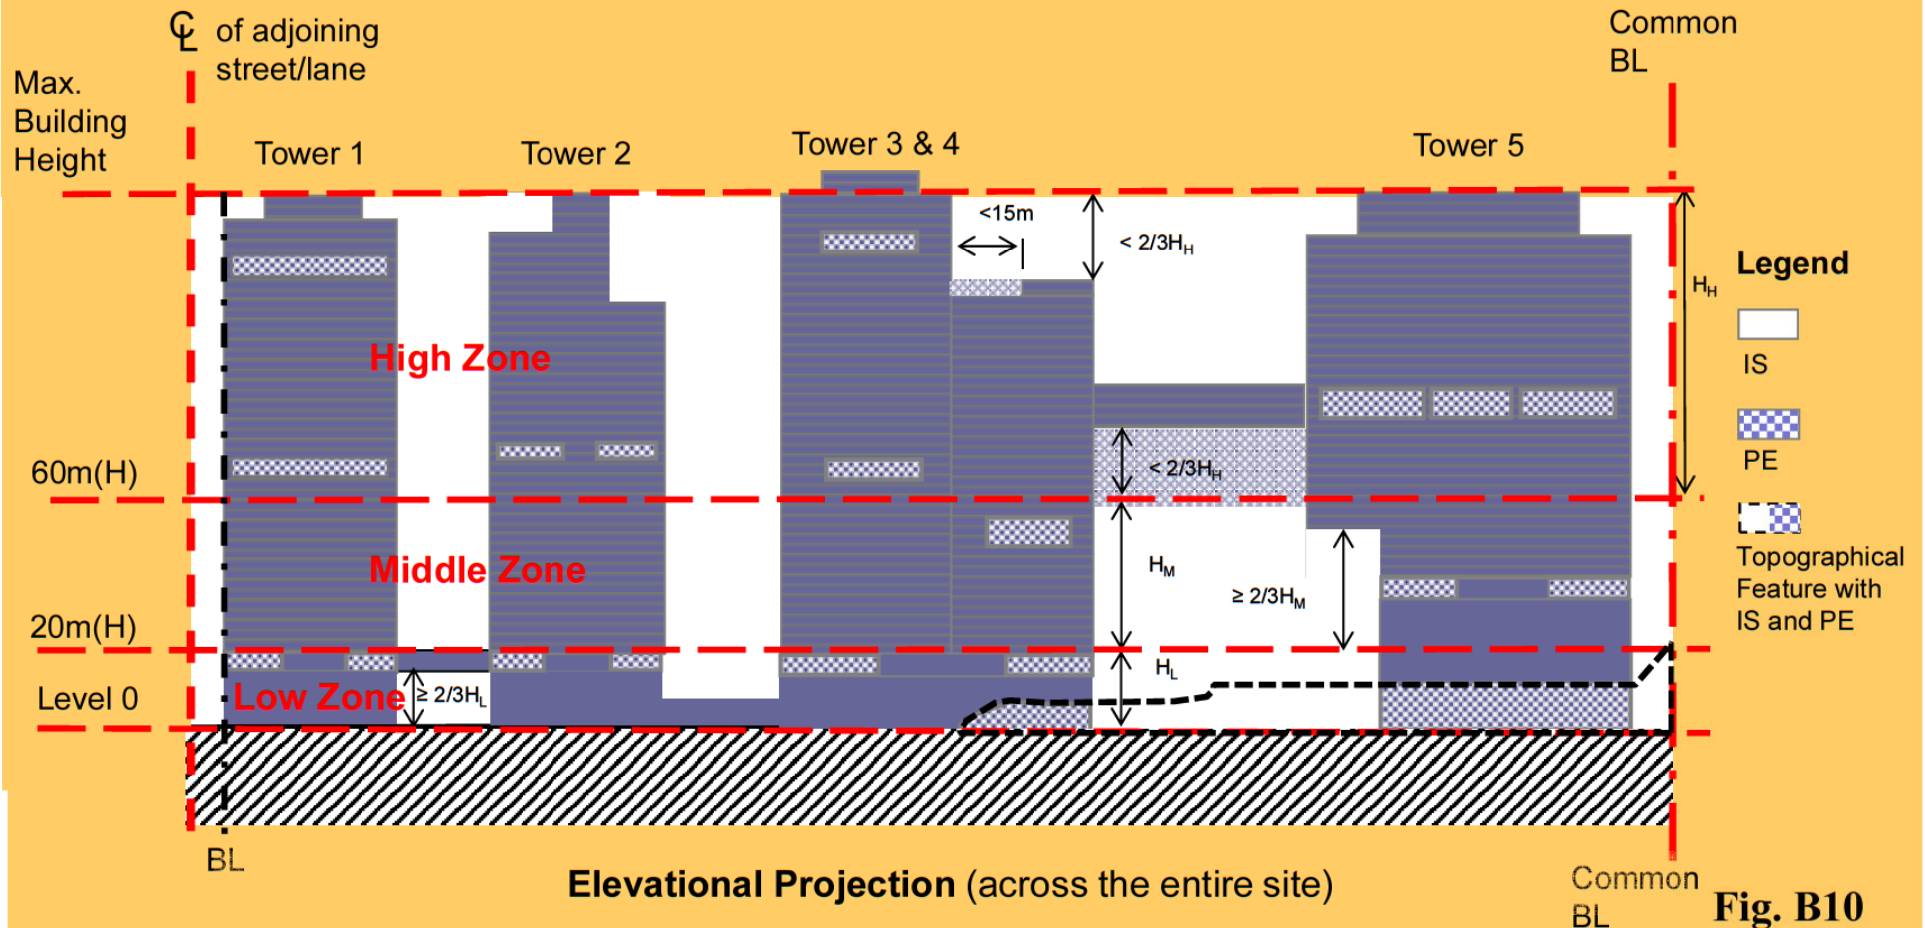 ℄ of adjoining
street/lane
Common
BL
Max.
Building
Height
Tower 1
Tower 2
Tower 3 & 4
Tower 5
<15m
< 2/3HH
HH
Legend
IS
PE
Topographical
Feature with
IS and PE
High Zone
60m(H)
< 2/3HH
Middle Zone
HM
≥ 2/3HM
20m(H)
HL
Level 0
Low Zone
≥ 2/3HL
BL
Elevational Projection (across the entire site)
Common
BL
Fig. B10